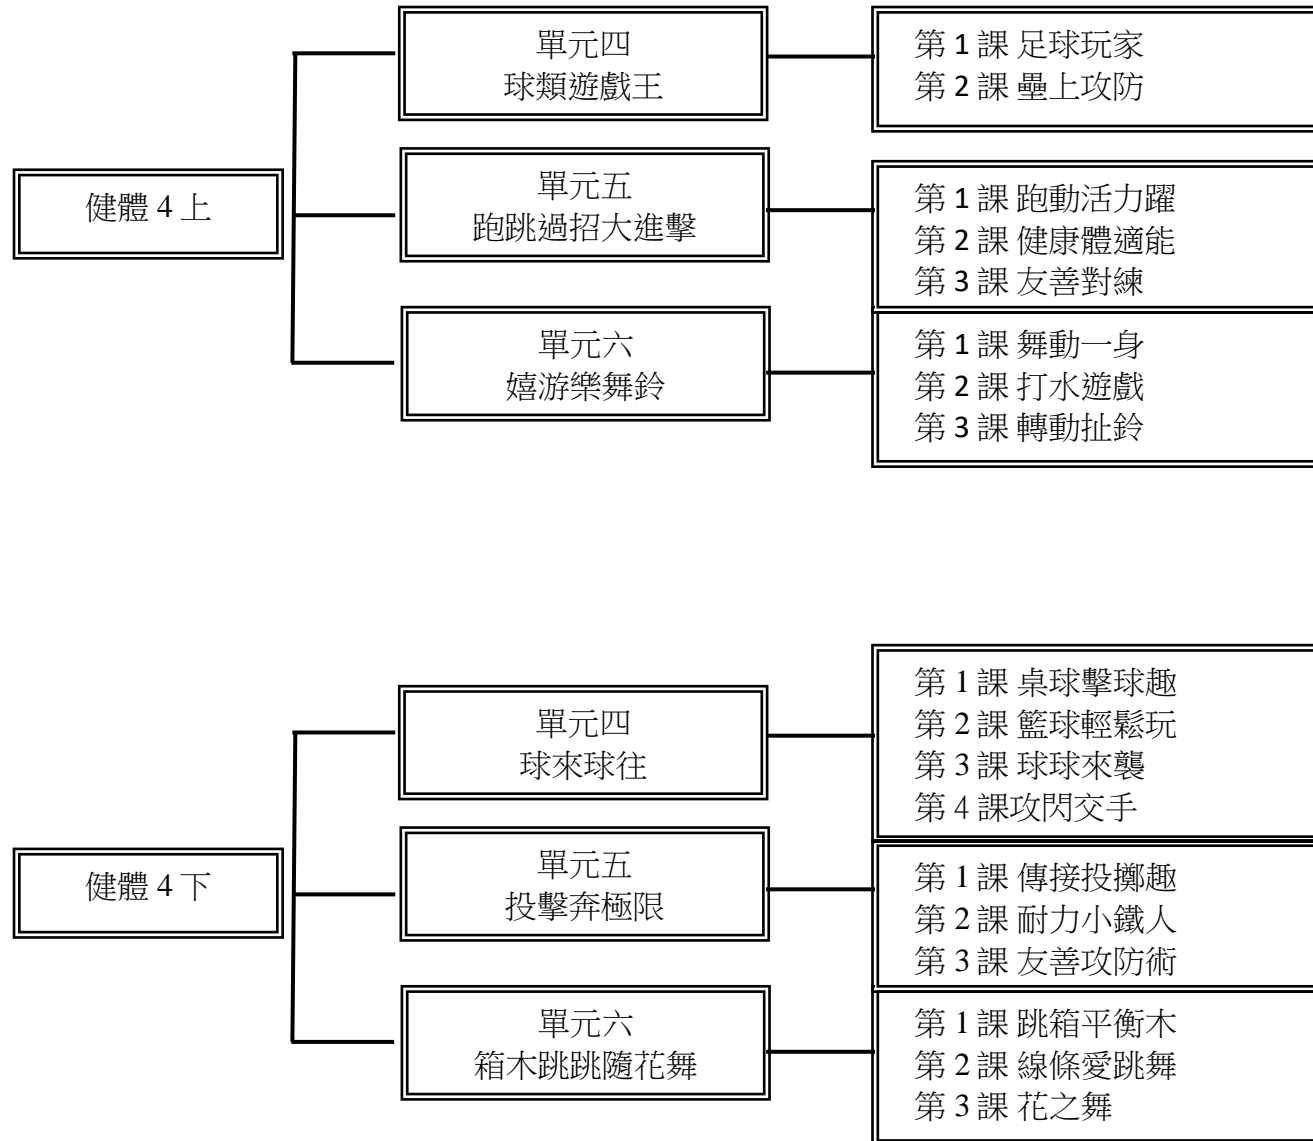 健體 4 上
單元四
球類遊戲王
第 1 課 足球玩家
第 2 課 壘上攻防
單元五
跑跳過招大進擊
第 1 課 跑動活力躍
第 2 課 健康體適能
第 3 課 友善對練
單元六
嬉游樂舞鈴
第 1 課 舞動一身
第 2 課 打水遊戲
第 3 課 轉動扯鈴
健體 4 下
單元四
球來球往
第 1 課 桌球擊球趣
第 2 課 籃球輕鬆玩
第 3 課 球球來襲
第 4 課攻閃交手
單元五
投擊奔極限
第 1 課 傳接投擲趣
第 2 課 耐力小鐵人
第 3 課 友善攻防術
單元六
箱木跳跳隨花舞
第 1 課 跳箱平衡木
第 2 課 線條愛跳舞
第 3 課 花之舞